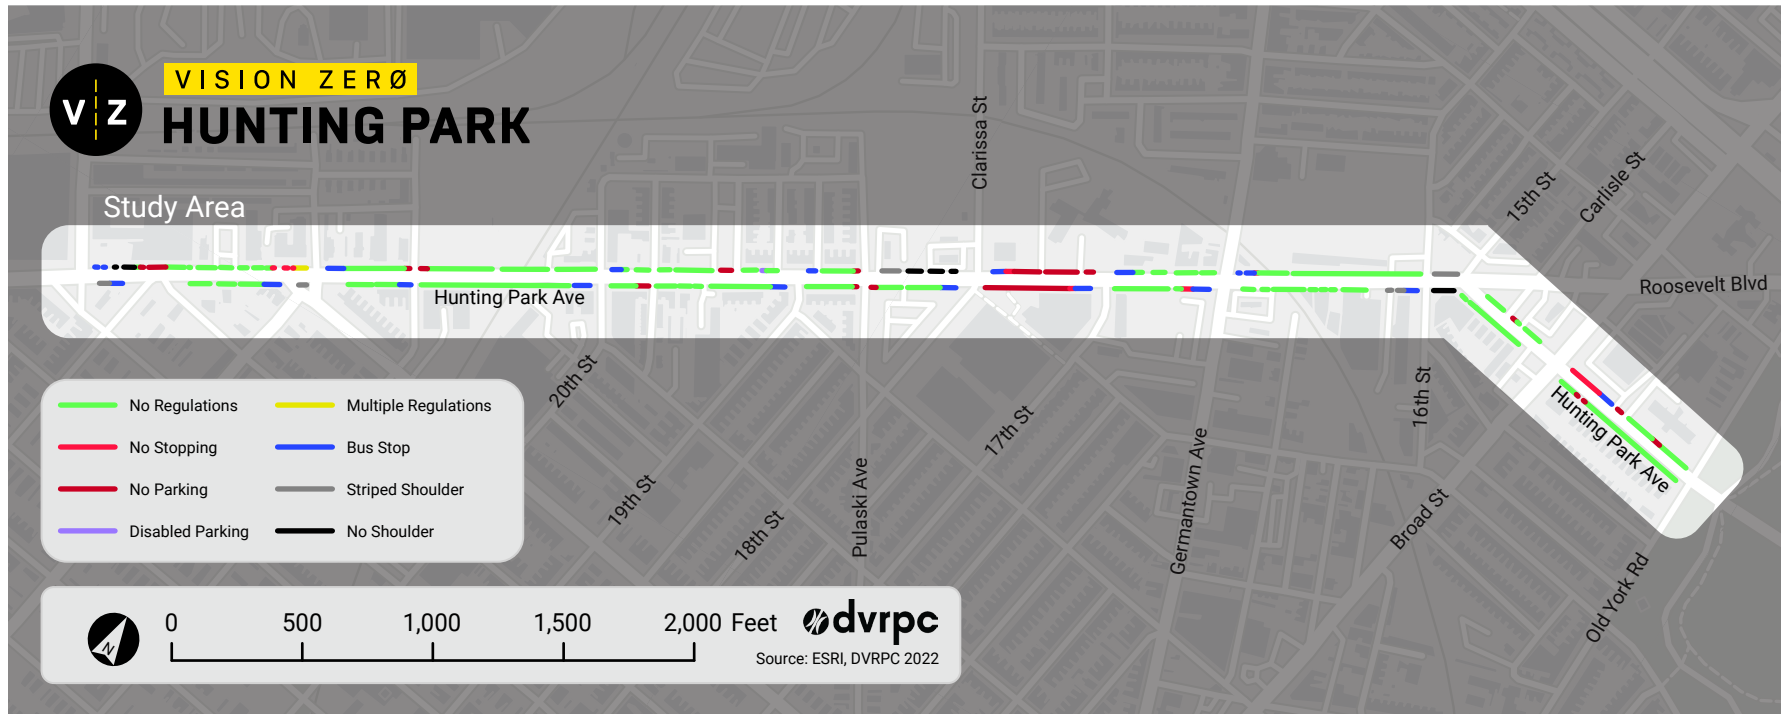 V Z
VISION ZERØ
HUNTING PARK
Study Area
Clarissa St
15th St
Carlisle St
Roosevelt Blvd
Hunting Park Ave
20th St
19th St
18th St
Pulaski Ave
17th St
Germantown Ave
16th St
Broad St
Hunting Park Ave
Old York Rd
No Regulations
Multiple Regulations
No Stopping
Bus Stop
No Parking
Striped Shoulder
Disabled Parking
No Shoulder
N
0 500 1,000 1,500 2,000 Feet
dvrpc
Source: ESRI, DVRPC 2022